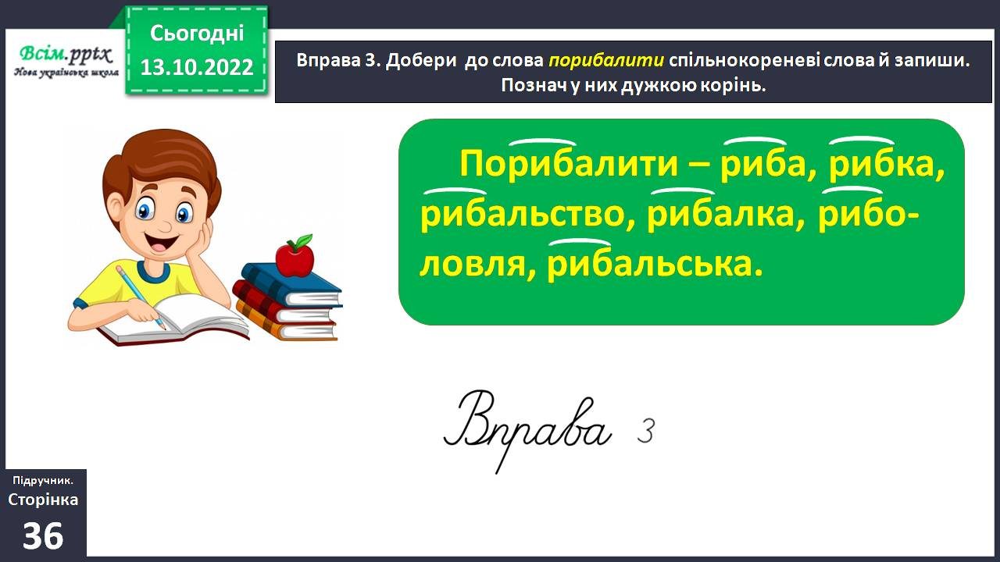 Сьогодні
13.10.2022
Всім.pptx
Нова українська школа
Вправа 3. Добери до слова порибалити спільнокореневі слова й запиши.
Познач у них дужкою корінь.
Порибалити – риба, рибка,
рибальство, рибалка, рибо-
ловля, рибальська.
Вправа 3
Підручник.
Сторінка
36